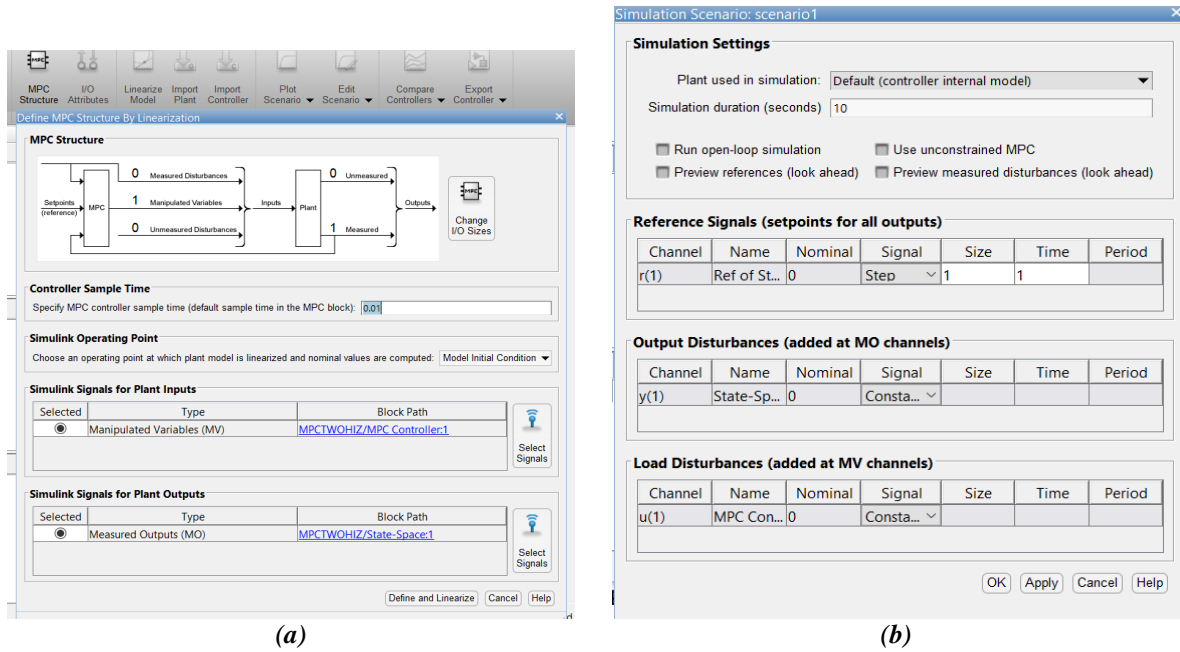 MPC Structure
I/O Attributes
Linearize Model
Import Plant
Import Controller
Plot Scenario
Edit Scenario
Compare Controllers
Export Controller
Define MPC Structure By Linearization ×
MPC Structure
0 Measured Disturbances
0 Unmeasured
Setpoints (reference)
MPC
1 Manipulated Variables
Inputs
Plant
Outputs
0 Unmeasured Disturbances
1 Measured
MPC
Change I/O Sizes
Controller Sample Time
Specify MPC controller sample time (default sample time in the MPC block): 0.01
Simulink Operating Point
Choose an operating point at which plant model is linearized and nominal values are computed: Model Initial Condition
Simulink Signals for Plant Inputs
Selected Type Block Path
Manipulated Variables (MV) MPCTWOHIZ/MPC Controller:1
Select Signals
Simulink Signals for Plant Outputs
Selected Type Block Path
Measured Outputs (MO) MPCTWOHIZ/State-Space:1
Select Signals
Define and Linearize Cancel Help
(a)
Simulation Scenario: scenario1 ×
Simulation Settings
Plant used in simulation: Default (controller internal model)
Simulation duration (seconds) 10
Run open-loop simulation Use unconstrained MPC
Preview references (look ahead) Preview measured disturbances (look ahead)
Reference Signals (setpoints for all outputs)
Channel Name Nominal Signal Size Time Period
r(1) Ref of St... 0 Step 1 1
Output Disturbances (added at MO channels)
Channel Name Nominal Signal Size Time Period
y(1) State-Sp... 0 Consta...
Load Disturbances (added at MV channels)
Channel Name Nominal Signal Size Time Period
u(1) MPC Con... 0 Consta...
OK Apply Cancel Help
(b)